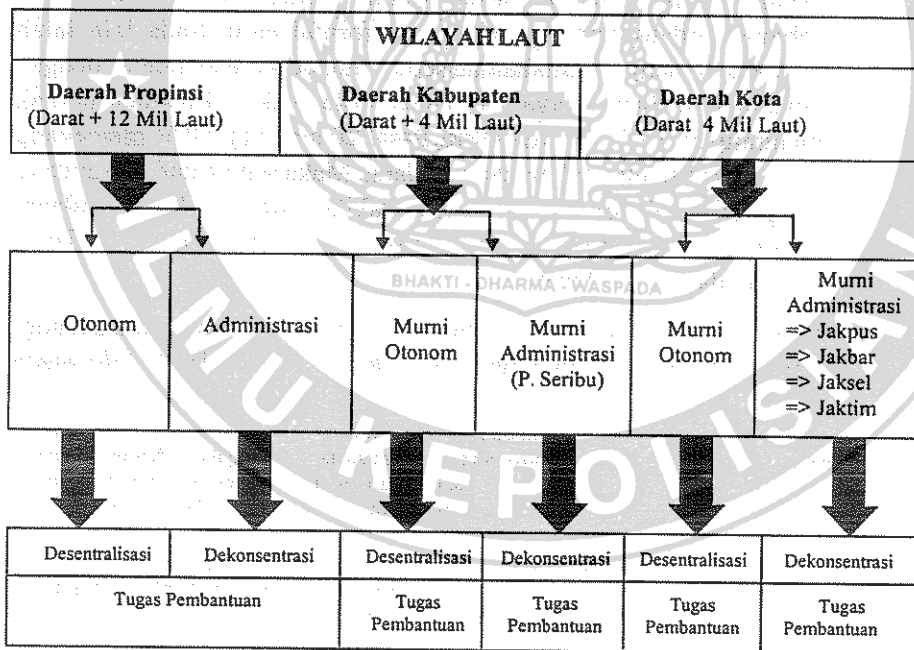 WILAYAH LAUT
Daerah Propinsi
(Darat + 12 Mil Laut)
Daerah Kabupaten
(Darat + 4 Mil Laut)
Daerah Kota
(Darat 4 Mil Laut)
BHAKTI - DHARMA - WASPADA
Otonom
Administrasi
Murni
Otonom
Murni
Administrasi
(P. Seribu)
Murni
Otonom
Murni
Administrasi
=> Jakpus
=> Jakbar
=> Jaksel
=> Jaktim
ILMU KEPOLISIAN
Desentralisasi
Dekonsentrasi
Desentralisasi
Dekonsentrasi
Desentralisasi
Dekonsentrasi
Tugas Pembantuan
Tugas
Pembantuan
Tugas
Pembantuan
Tugas
Pembantuan
Tugas
Pembantuan